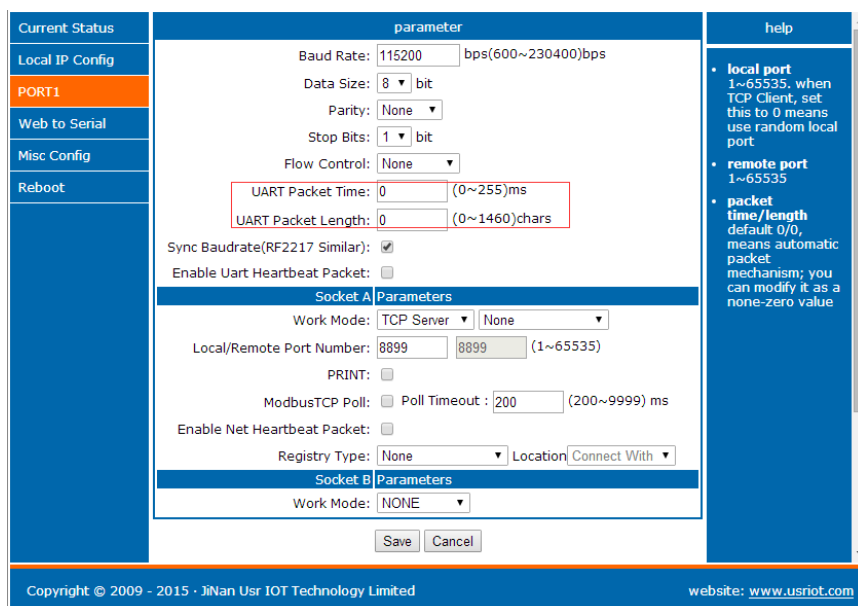 Current Status
Local IP Config
PORT1
Web to Serial
Misc Config
Reboot
parameter
Baud Rate: 115200 bps(600~230400)bps
Data Size: 8 bit
Parity: None
Stop Bits: 1 bit
Flow Control: None
UART Packet Time: 0 (0~255)ms
UART Packet Length: 0 (0~1460)chars
Sync Baudrate(RF2217 Similar):
Enable Uart Heartbeat Packet:
Socket A Parameters
Work Mode: TCP Server None
Local/Remote Port Number: 8899 8899 (1~65535)
PRINT:
ModbusTCP Poll: Poll Timeout : 200 (200~9999) ms
Enable Net Heartbeat Packet:
Registry Type: None Location Connect With
Socket B Parameters
Work Mode: NONE
Save Cancel
help
local port
1~65535. when
TCP Client, set
this to 0 means
use random local
port
remote port
1~65535
packet
time/length
default 0/0,
means automatic
packet
mechanism; you
can modify it as a
none-zero value
Copyright © 2009 - 2015 · JiNan Usr IOT Technology Limited website: www.usriot.com